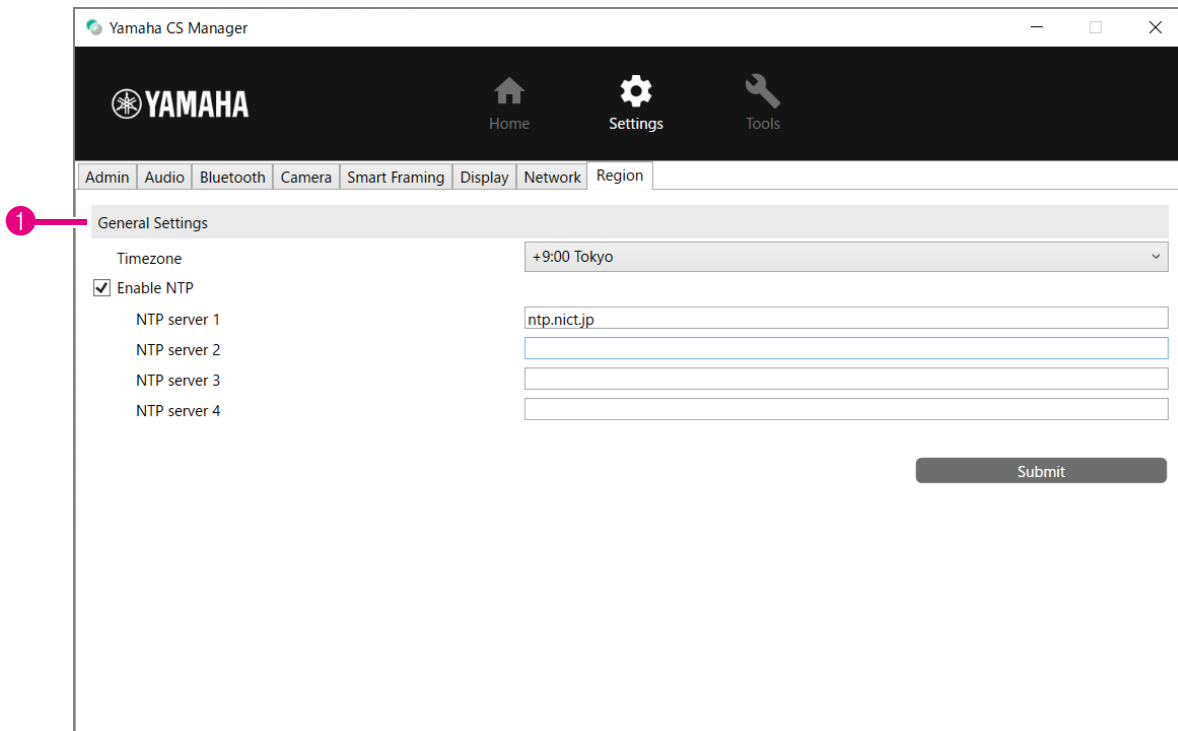 Yamaha CS Manager
YAMAHA
Home
Settings
Tools
Admin
Audio
Bluetooth
Camera
Smart Framing
Display
Network
Region
1
General Settings
Timezone
+9:00 Tokyo
Enable NTP
NTP server 1
ntp.nict.jp
NTP server 2
NTP server 3
NTP server 4
Submit